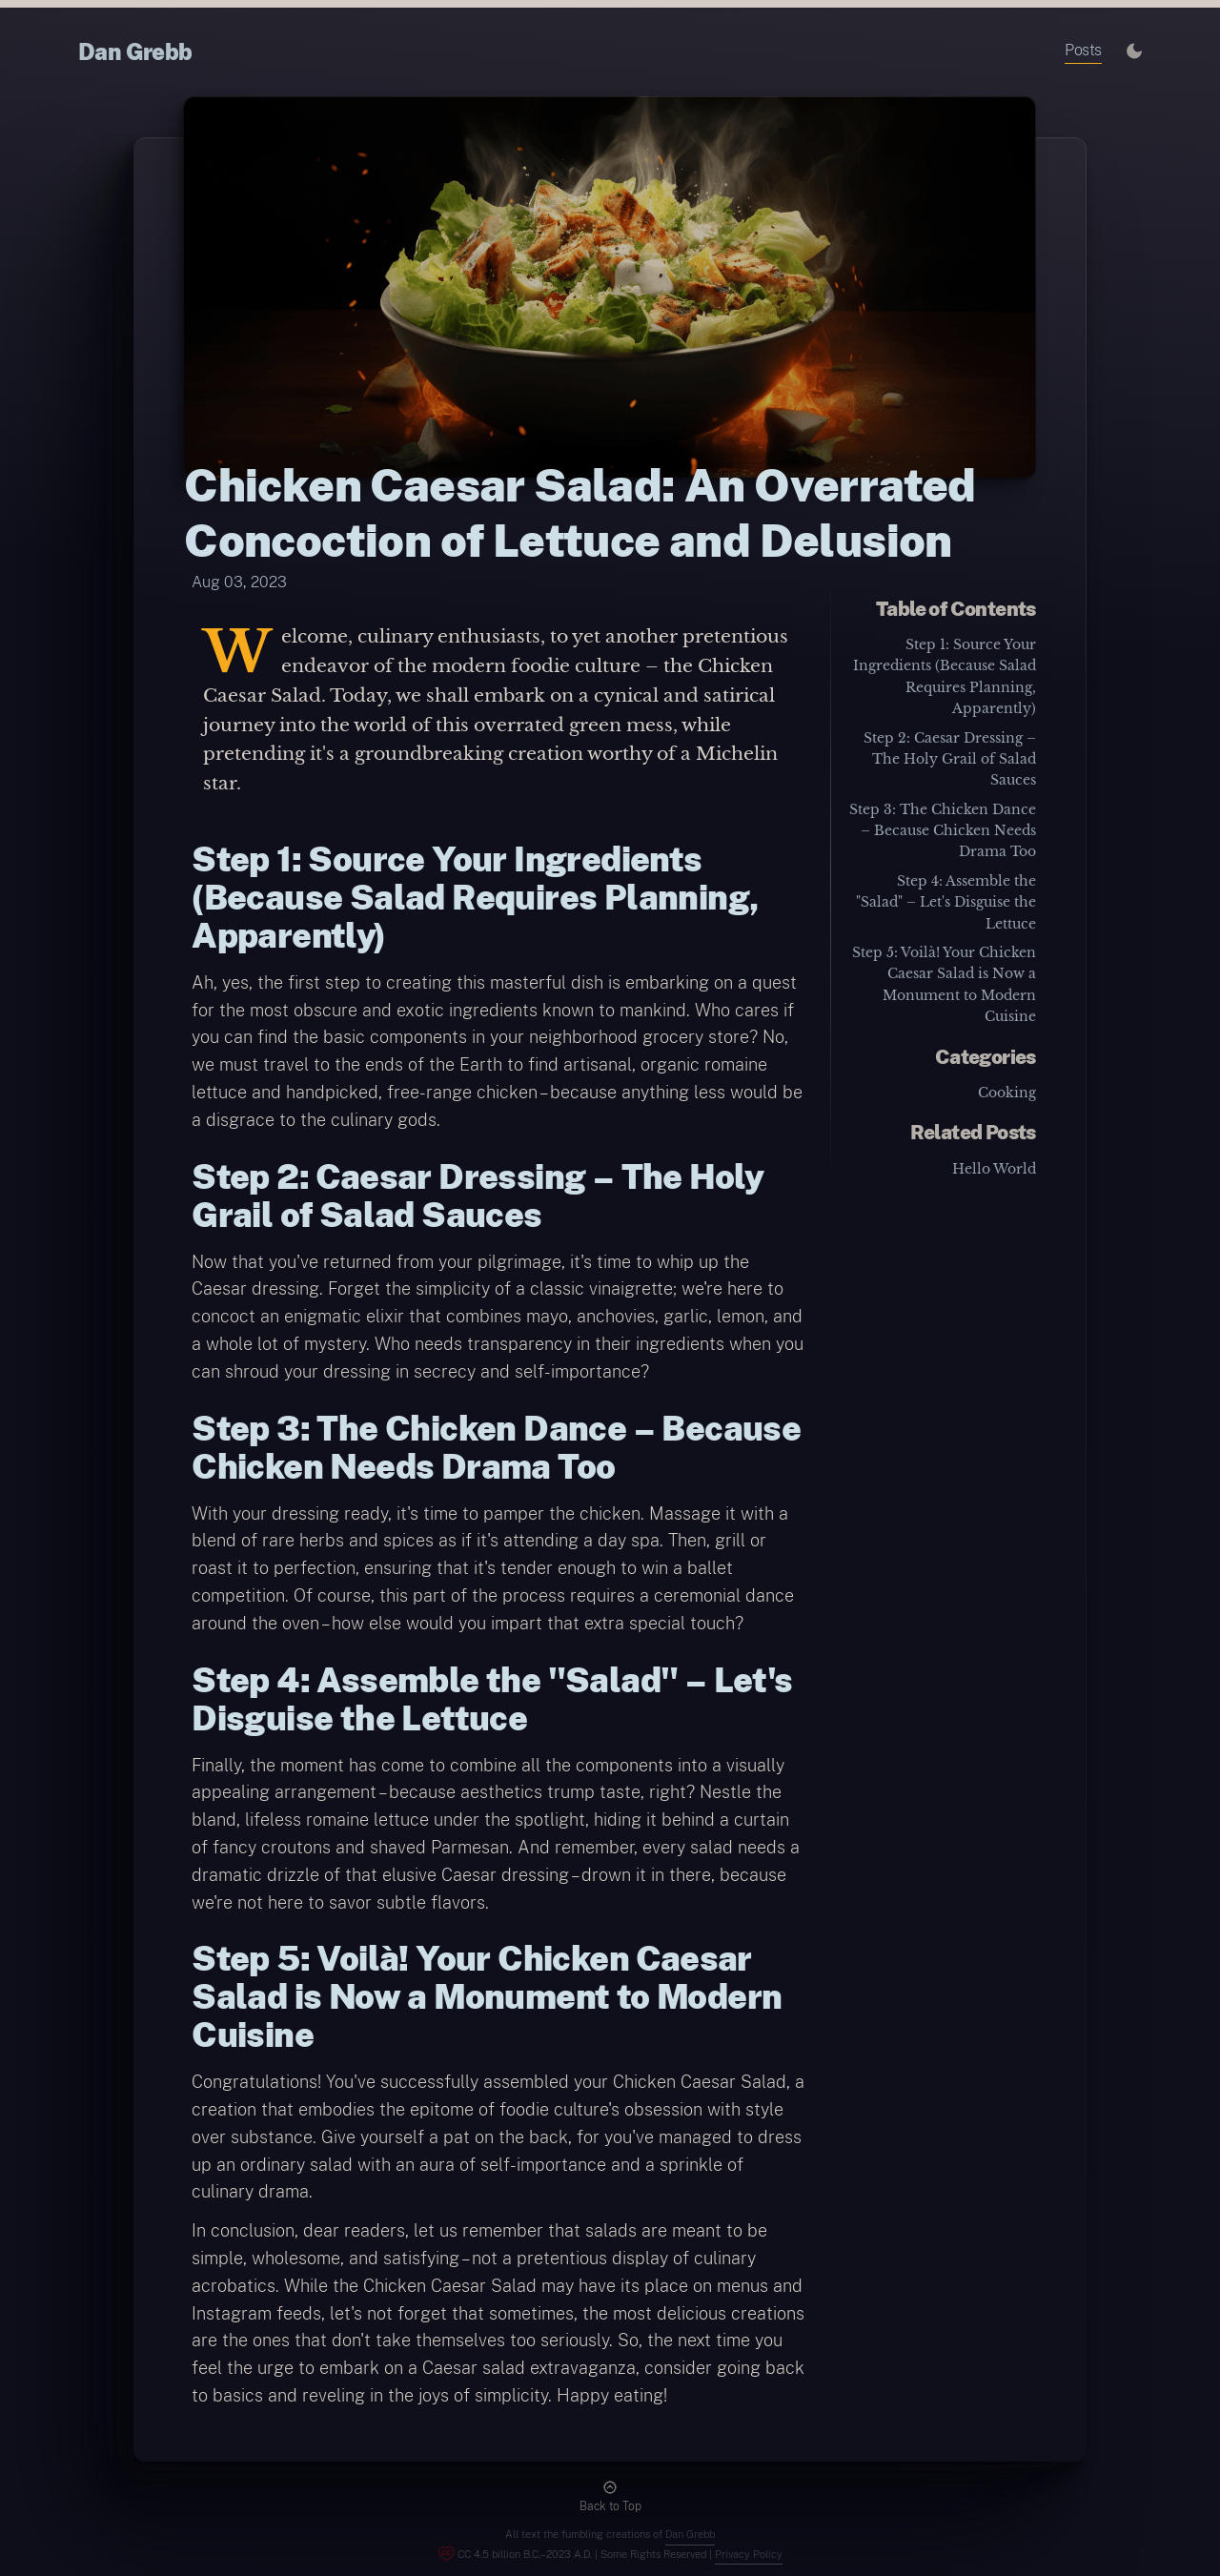 Dan Grebb
Posts
Chicken Caesar Salad: An Overrated
Concoction of Lettuce and Delusion
Aug 03, 2023
Welcome, culinary enthusiasts, to yet another pretentious
endeavor of the modern foodie culture – the Chicken
Caesar Salad. Today, we shall embark on a cynical and satirical
journey into the world of this overrated green mess, while
pretending it's a groundbreaking creation worthy of a Michelin
star.
Step 1: Source Your Ingredients
(Because Salad Requires Planning,
Apparently)
Ah, yes, the first step to creating this masterful dish is embarking on a quest
for the most obscure and exotic ingredients known to mankind. Who cares if
you can find the basic components in your neighborhood grocery store? No,
we must travel to the ends of the Earth to find artisanal, organic romaine
lettuce and handpicked, free-range chicken – because anything less would be
a disgrace to the culinary gods.
Step 2: Caesar Dressing – The Holy
Grail of Salad Sauces
Now that you've returned from your pilgrimage, it's time to whip up the
Caesar dressing. Forget the simplicity of a classic vinaigrette; we're here to
concoct an enigmatic elixir that combines mayo, anchovies, garlic, lemon, and
a whole lot of mystery. Who needs transparency in their ingredients when you
can shroud your dressing in secrecy and self-importance?
Step 3: The Chicken Dance – Because
Chicken Needs Drama Too
With your dressing ready, it's time to pamper the chicken. Massage it with a
blend of rare herbs and spices as if it's attending a day spa. Then, grill or
roast it to perfection, ensuring that it's tender enough to win a ballet
competition. Of course, this part of the process requires a ceremonial dance
around the oven – how else would you impart that extra special touch?
Step 4: Assemble the "Salad" – Let's
Disguise the Lettuce
Finally, the moment has come to combine all the components into a visually
appealing arrangement – because aesthetics trump taste, right? Nestle the
bland, lifeless romaine lettuce under the spotlight, hiding it behind a curtain
of fancy croutons and shaved Parmesan. And remember, every salad needs a
dramatic drizzle of that elusive Caesar dressing – drown it in there, because
we're not here to savor subtle flavors.
Step 5: Voilà! Your Chicken Caesar
Salad is Now a Monument to Modern
Cuisine
Congratulations! You've successfully assembled your Chicken Caesar Salad, a
creation that embodies the epitome of foodie culture's obsession with style
over substance. Give yourself a pat on the back, for you've managed to dress
up an ordinary salad with an aura of self-importance and a sprinkle of
culinary drama.
In conclusion, dear readers, let us remember that salads are meant to be
simple, wholesome, and satisfying – not a pretentious display of culinary
acrobatics. While the Chicken Caesar Salad may have its place on menus and
Instagram feeds, let's not forget that sometimes, the most delicious creations
are the ones that don't take themselves too seriously. So, the next time you
feel the urge to embark on a Caesar salad extravaganza, consider going back
to basics and reveling in the joys of simplicity. Happy eating!
Table of Contents
Step 1: Source Your
Ingredients (Because Salad
Requires Planning,
Apparently)
Step 2: Caesar Dressing –
The Holy Grail of Salad
Sauces
Step 3: The Chicken Dance
– Because Chicken Needs
Drama Too
Step 4: Assemble the
"Salad" – Let's Disguise the
Lettuce
Step 5: Voilà! Your Chicken
Caesar Salad is Now a
Monument to Modern
Cuisine
Categories
Cooking
Related Posts
Hello World
Back to Top
All text the fumbling creations of Dan Grebb
CC 4.5 billion B.C.–2023 A.D. | Some Rights Reserved | Privacy Policy